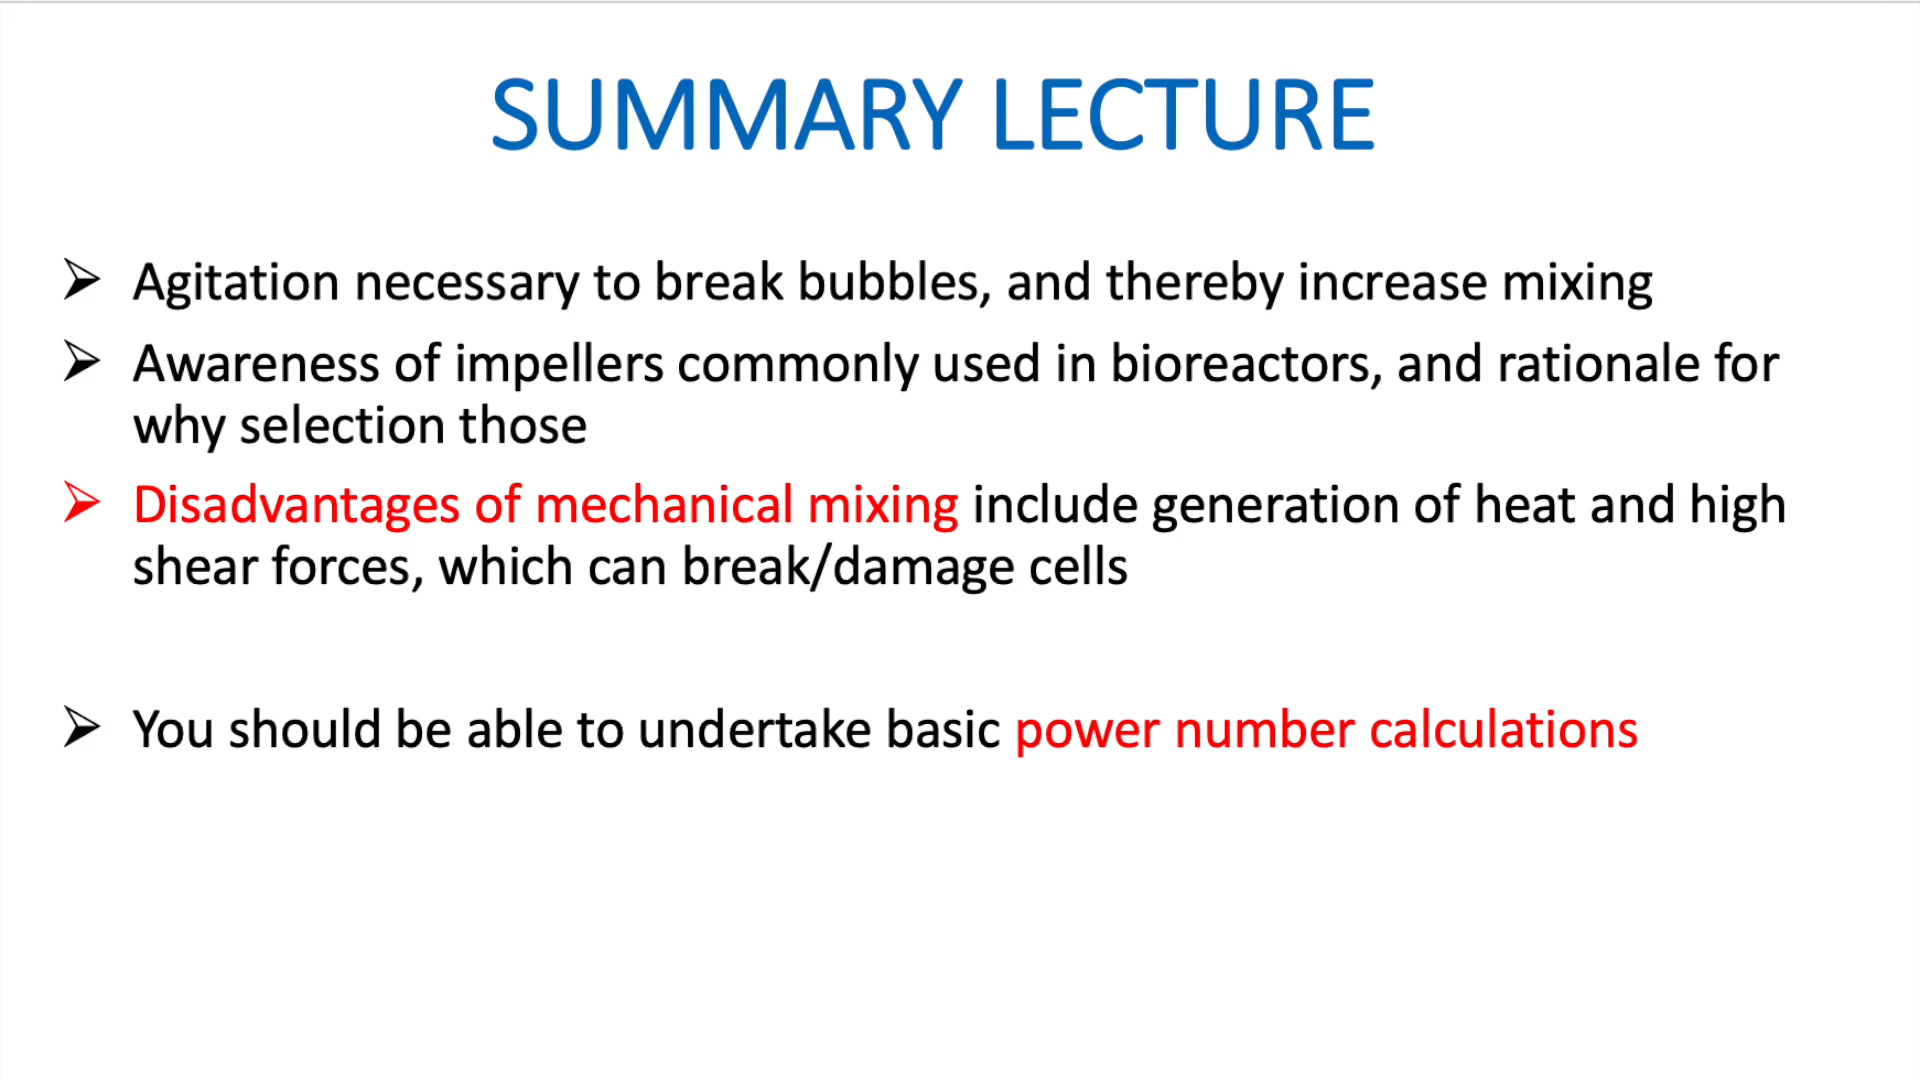 SUMMARY LECTURE
➢ Agitation necessary to break bubbles, and thereby increase mixing
➢ Awareness of impellers commonly used in bioreactors, and rationale for
why selection those
➢ Disadvantages of mechanical mixing include generation of heat and high
shear forces, which can break/damage cells
➢ You should be able to undertake basic power number calculations